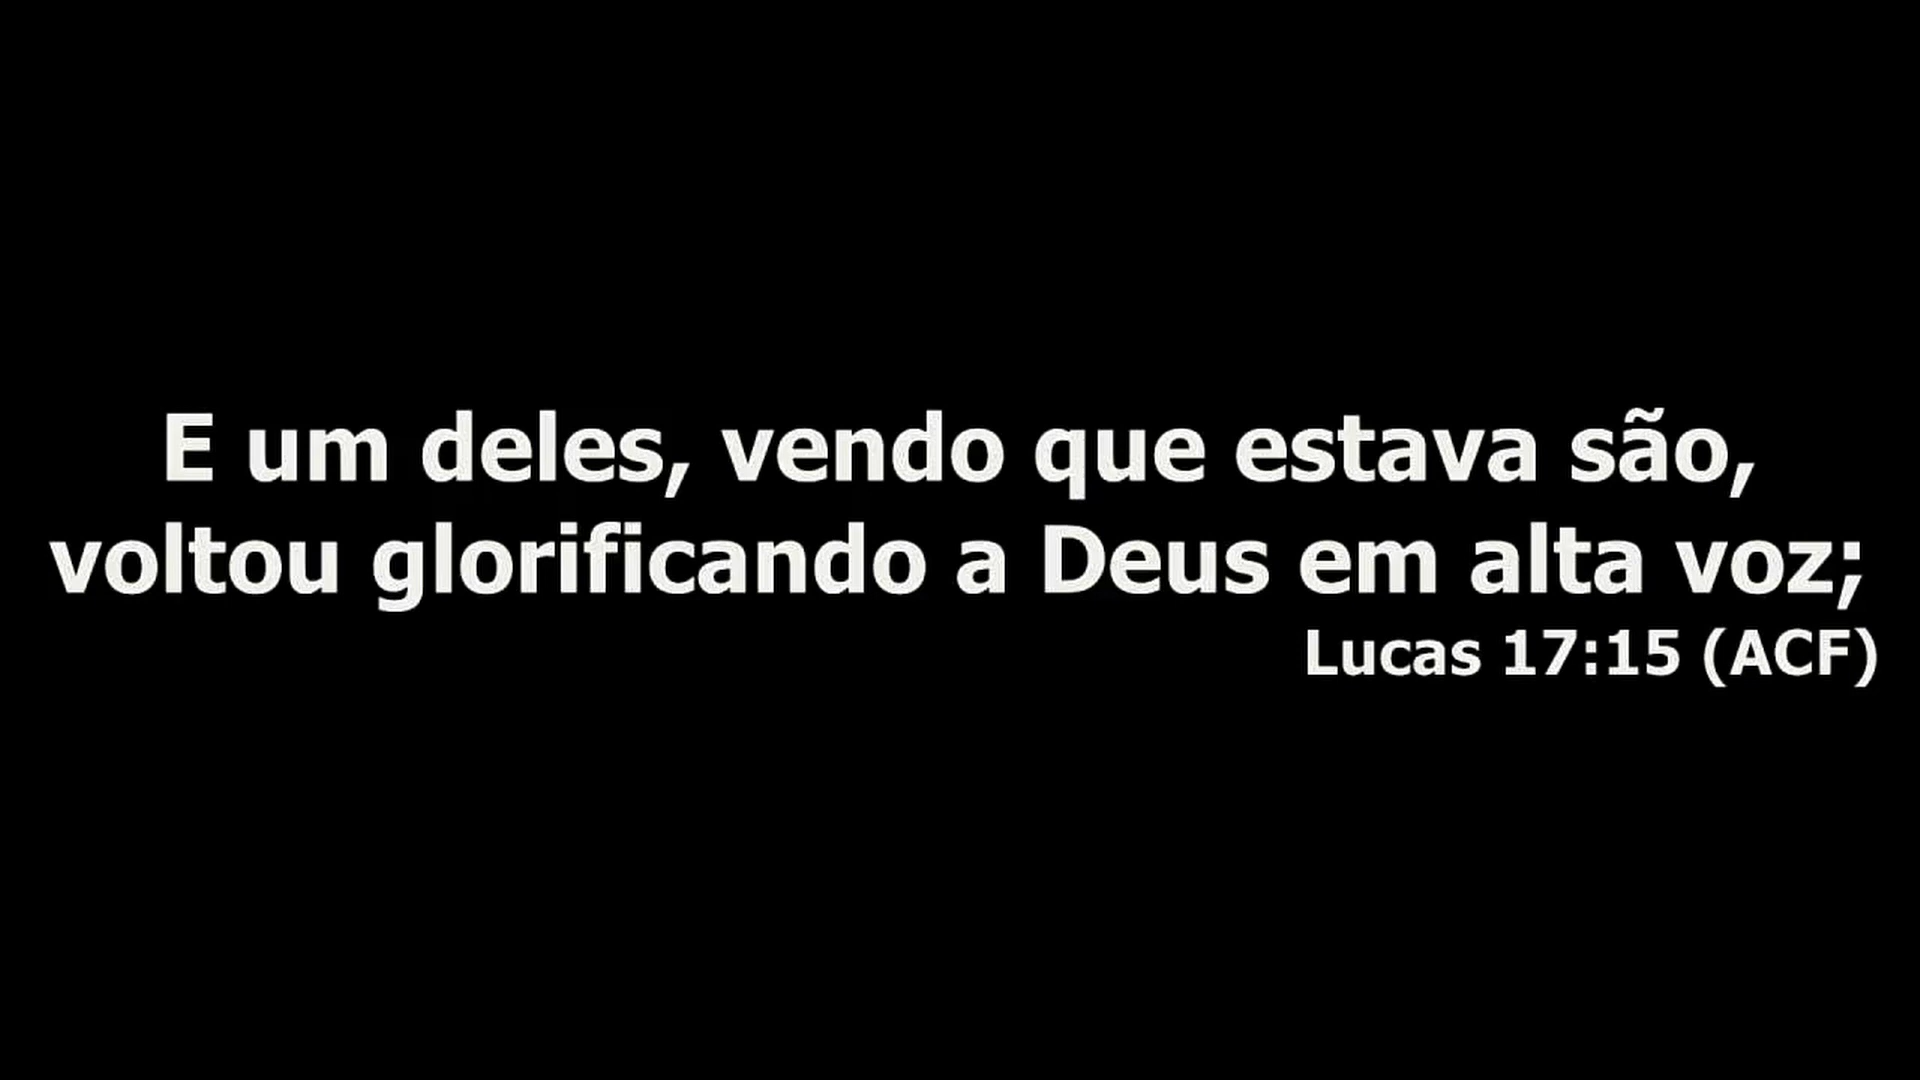 E um deles, vendo que estava são,
voltou glorificando a Deus em alta voz;
Lucas 17:15 (ACF)